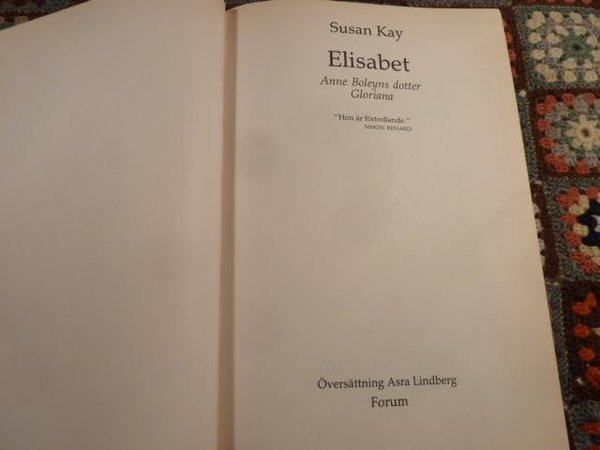 Susan Kay
Elisabet
Anne Boleyns dotter
Gloriana
"Hon är förtrollande."
SIMON RENARD
Översättning Asra Lindberg
Forum